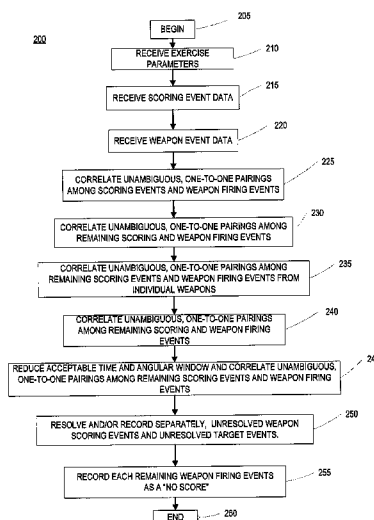 205
BEGIN
200
210
RECEIVE EXERCISE
PARAMETERS
215
RECEIVE SCORING EVENT DATA
220
RECEIVE WEAPON EVENT DATA
225
CORRELATE UNAMBIGUOUS, ONE-TO-ONE PAIRINGS
AMONG SCORING EVENTS AND WEAPON FIRING EVENTS
230
CORRELATE UNAMBIGUOUS, ONE-TO-ONE PAIRINGS AMONG
REMAINING SCORING AND WEAPON FIRING EVENTS
235
CORRELATE UNAMBIGUOUS, ONE-TO-ONE PAIRINGS AMONG
REMAINING SCORING EVENTS AND WEAPON FIRING EVENTS FROM
INDIVIDUAL WEAPONS
240
CORRELATE UNAMBIGUOUS, ONE-TO-ONE PAIRINGS
AMONG REMAINING SCORING AND WEAPON FIRING
EVENTS
24
REDUCE ACCEPTABLE TIME AND ANGULAR WINDOW AND CORRELATE UNAMBIGUOUS,
ONE-TO-ONE PAIRINGS AMONG REMAINING SCORING EVENTS AND WEAPON FIRING
EVENTS
250
RESOLVE AND/OR RECORD SEPARATELY, UNRESOLVED WEAPON
SCORING EVENTS AND UNRESOLVED TARGET EVENTS.
255
RECORD EACH REMAINING WEAPON FIRING EVENTS
AS A "NO SCORE"
END
260